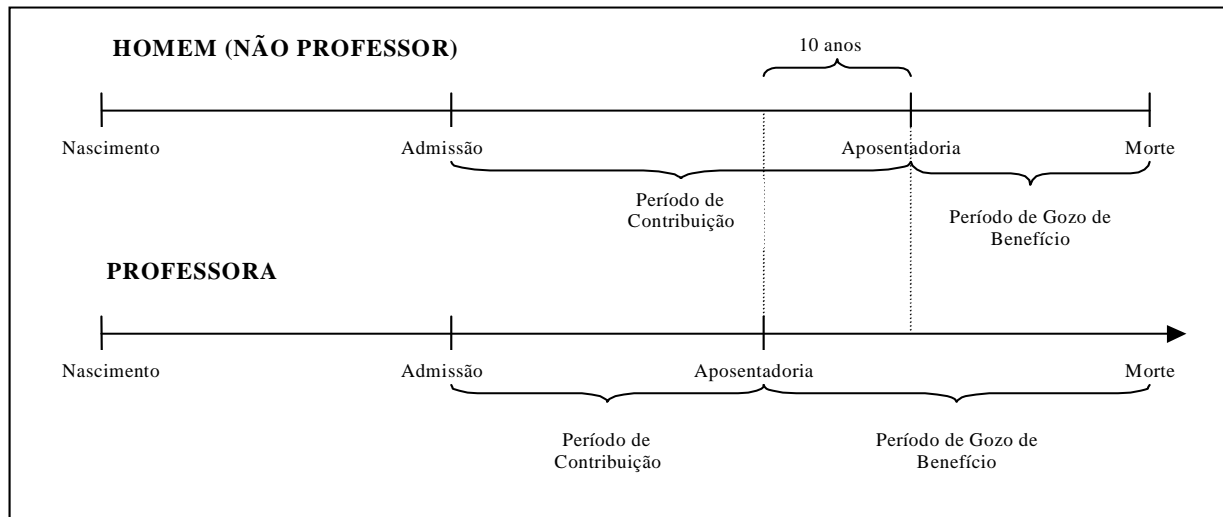 HOMEM (NÃO PROFESSOR)
10 anos
Nascimento
Admissão
Aposentadoria
Morte
Período de
Contribuição
Período de Gozo de
Benefício
PROFESSORA
Nascimento
Admissão
Aposentadoria
Morte
Período de
Contribuição
Período de Gozo de
Benefício